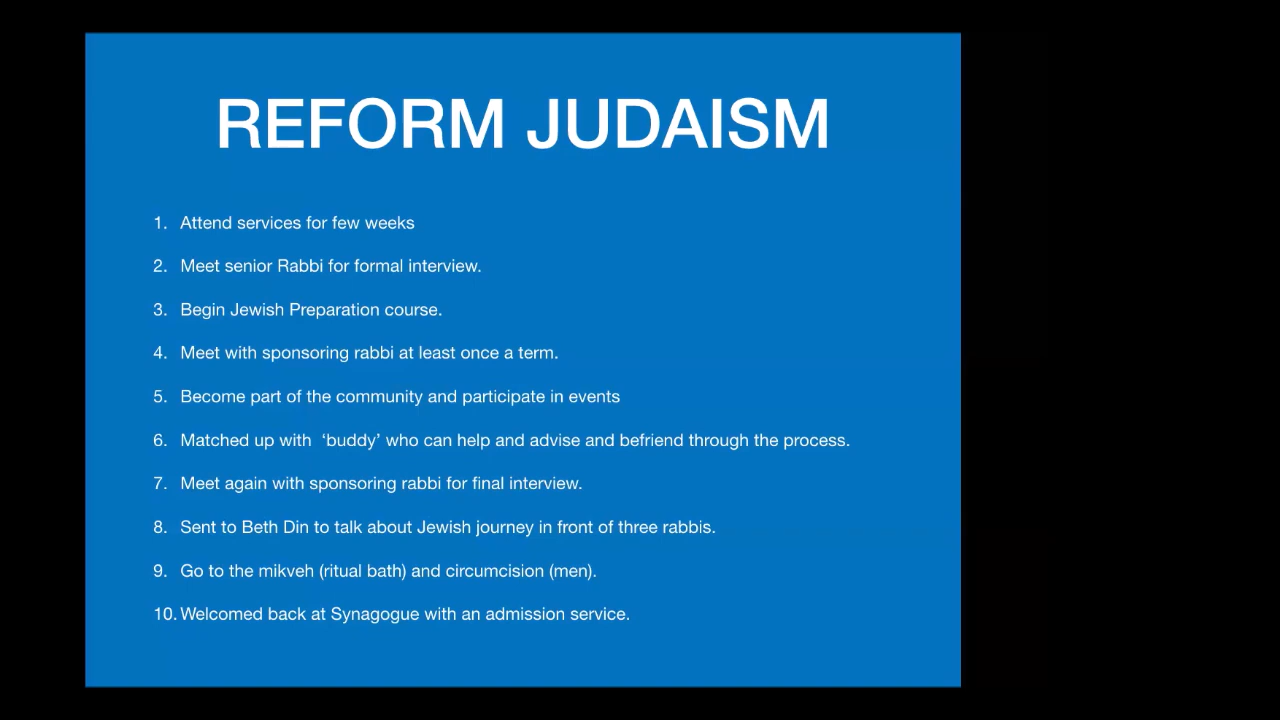 REFORM JUDAISM
1. Attend services for few weeks
2. Meet senior Rabbi for formal interview.
3. Begin Jewish Preparation course.
4. Meet with sponsoring rabbi at least once a term.
5. Become part of the community and participate in events
6. Matched up with  ‘buddy’ who can help and advise and befriend through the process.
7. Meet again with sponsoring rabbi for final interview.
8. Sent to Beth Din to talk about Jewish journey in front of three rabbis.
9. Go to the mikveh (ritual bath) and circumcision (men).
10. Welcomed back at Synagogue with an admission service.